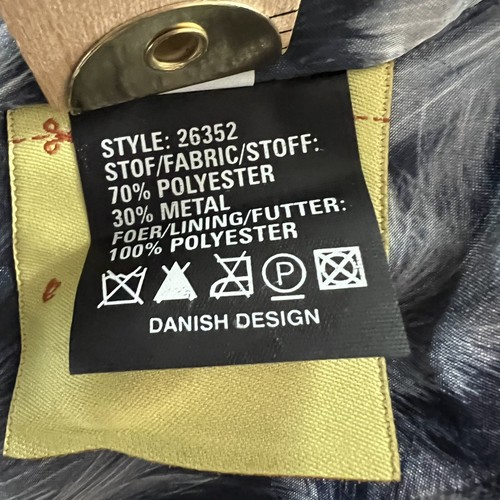 STYLE: 26352
STOF/FABRIC/STOFF:
70% POLYESTER
30% METAL
FOER/LINING/FUTTER:
100% POLYESTER
P
DANISH DESIGN